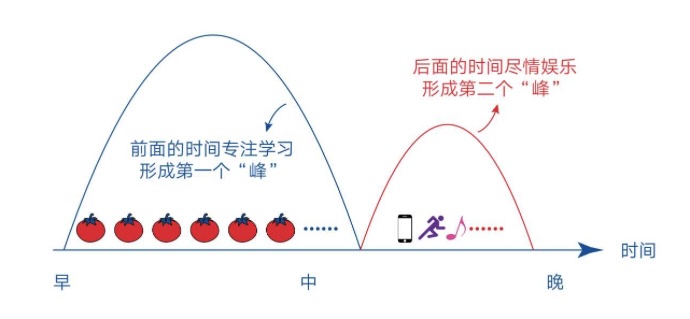 后面的时间尽情娱乐
形成第二个“峰”
前面的时间专注学习
形成第一个“峰”
时间
早
中
晚